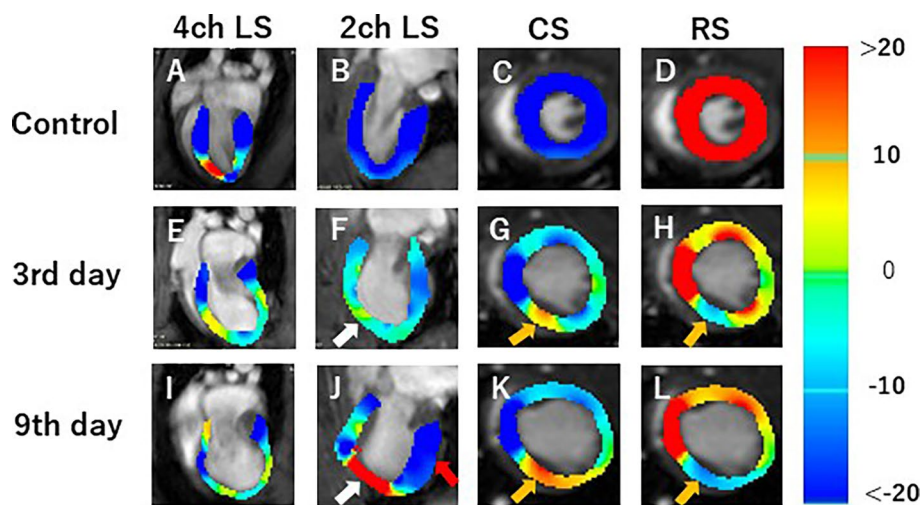 4ch LS 2ch LS CS RS
Control A B C D
3rd day E F G H
9th day I J K L
>20
10
0
-10
<-20